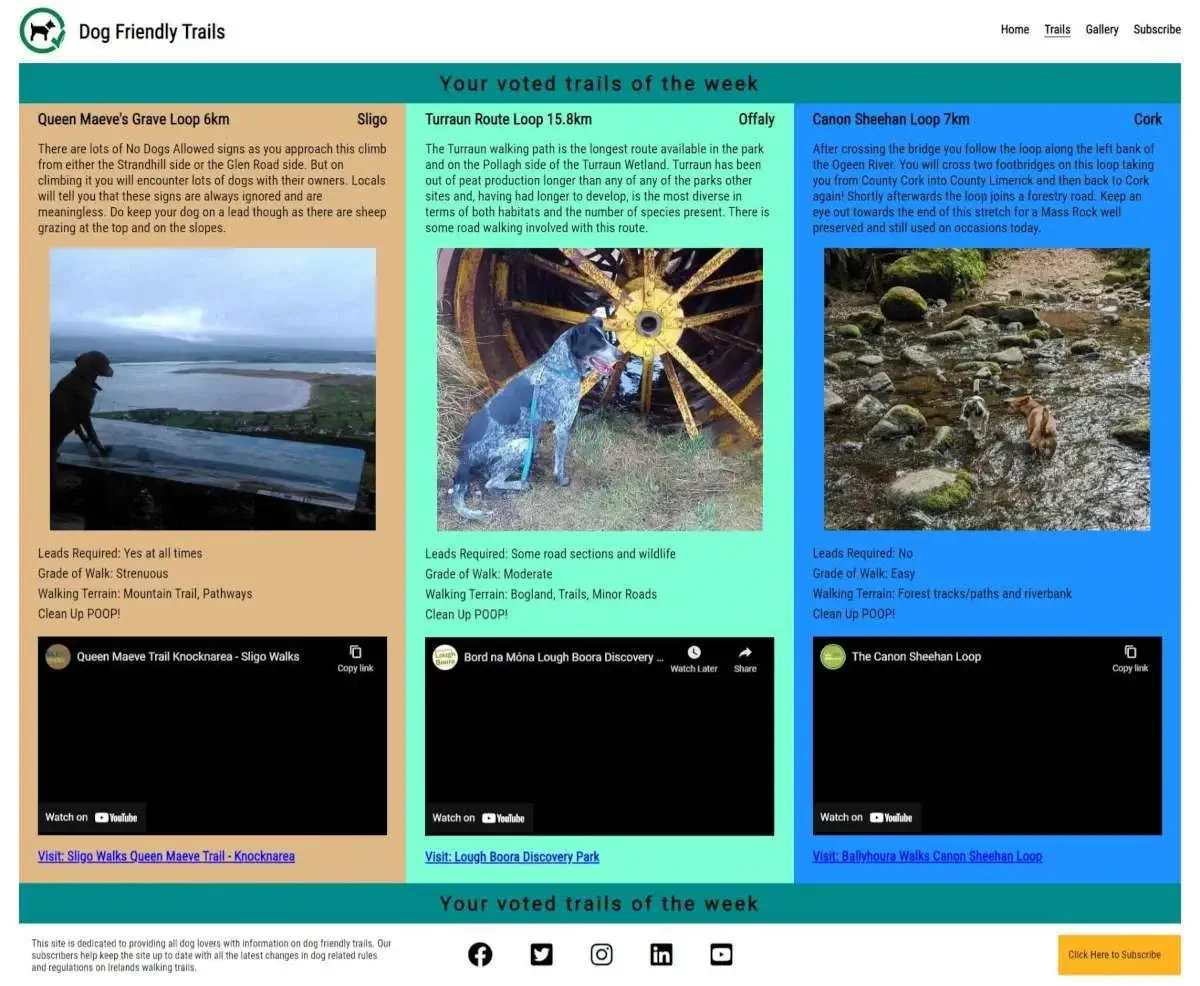 Dog Friendly Trails
Home Trails Gallery Subscribe
Your voted trails of the week
Queen Maeve's Grave Loop 6km Sligo
There are lots of No Dogs Allowed signs as you approach this climb
from either the Strandhill side or the Glen Road side. But on
climbing it you will encounter lots of dogs with their owners. Locals
will tell you that these signs are always ignored and are
meaningless. Do keep your dog on a lead though as there are sheep
grazing at the top and on the slopes.
Leads Required: Yes at all times
Grade of Walk: Strenuous
Walking Terrain: Mountain Trail, Pathways
Clean Up POOP!
Queen Maeve Trail Knocknarea - Sligo Walks
Copy link
Watch on YouTube
Visit: Sligo Walks Queen Maeve Trail - Knocknarea
Turraun Route Loop 15.8km Offaly
The Turraun walking path is the longest route available in the park
and on the Pollagh side of the Turraun Wetland. Turraun has been
out of peat production longer than any of any of the parks other
sites and, having had longer to develop, is the most diverse in
terms of both habitats and the number of species present. There is
some road walking involved with this route.
Leads Required: Some road sections and wildlife
Grade of Walk: Moderate
Walking Terrain: Bogland, Trails, Minor Roads
Clean Up POOP!
Lough Boora
Bord na Móna Lough Boora Discovery ...
Watch Later Share
Watch on YouTube
Visit: Lough Boora Discovery Park
Canon Sheehan Loop 7km Cork
After crossing the bridge you follow the loop along the left bank of
the Ogeen River. You will cross two footbridges on this loop taking
you from County Cork into County Limerick and then back to Cork
again! Shortly afterwards the loop joins a forestry road. Keep an
eye out towards the end of this stretch for a Mass Rock well
preserved and still used on occasions today.
Leads Required: No
Grade of Walk: Easy
Walking Terrain: Forest tracks/paths and riverbank
Clean Up POOP!
The Canon Sheehan Loop
Copy link
Watch on YouTube
Visit: Ballyhoura Walks Canon Sheehan Loop
Your voted trails of the week
This site is dedicated to providing all dog lovers with information on dog friendly trails. Our
subscribers help keep the site up to date with all the latest changes in dog related rules
and regulations on Irelands walking trails.
Click Here to Subscribe